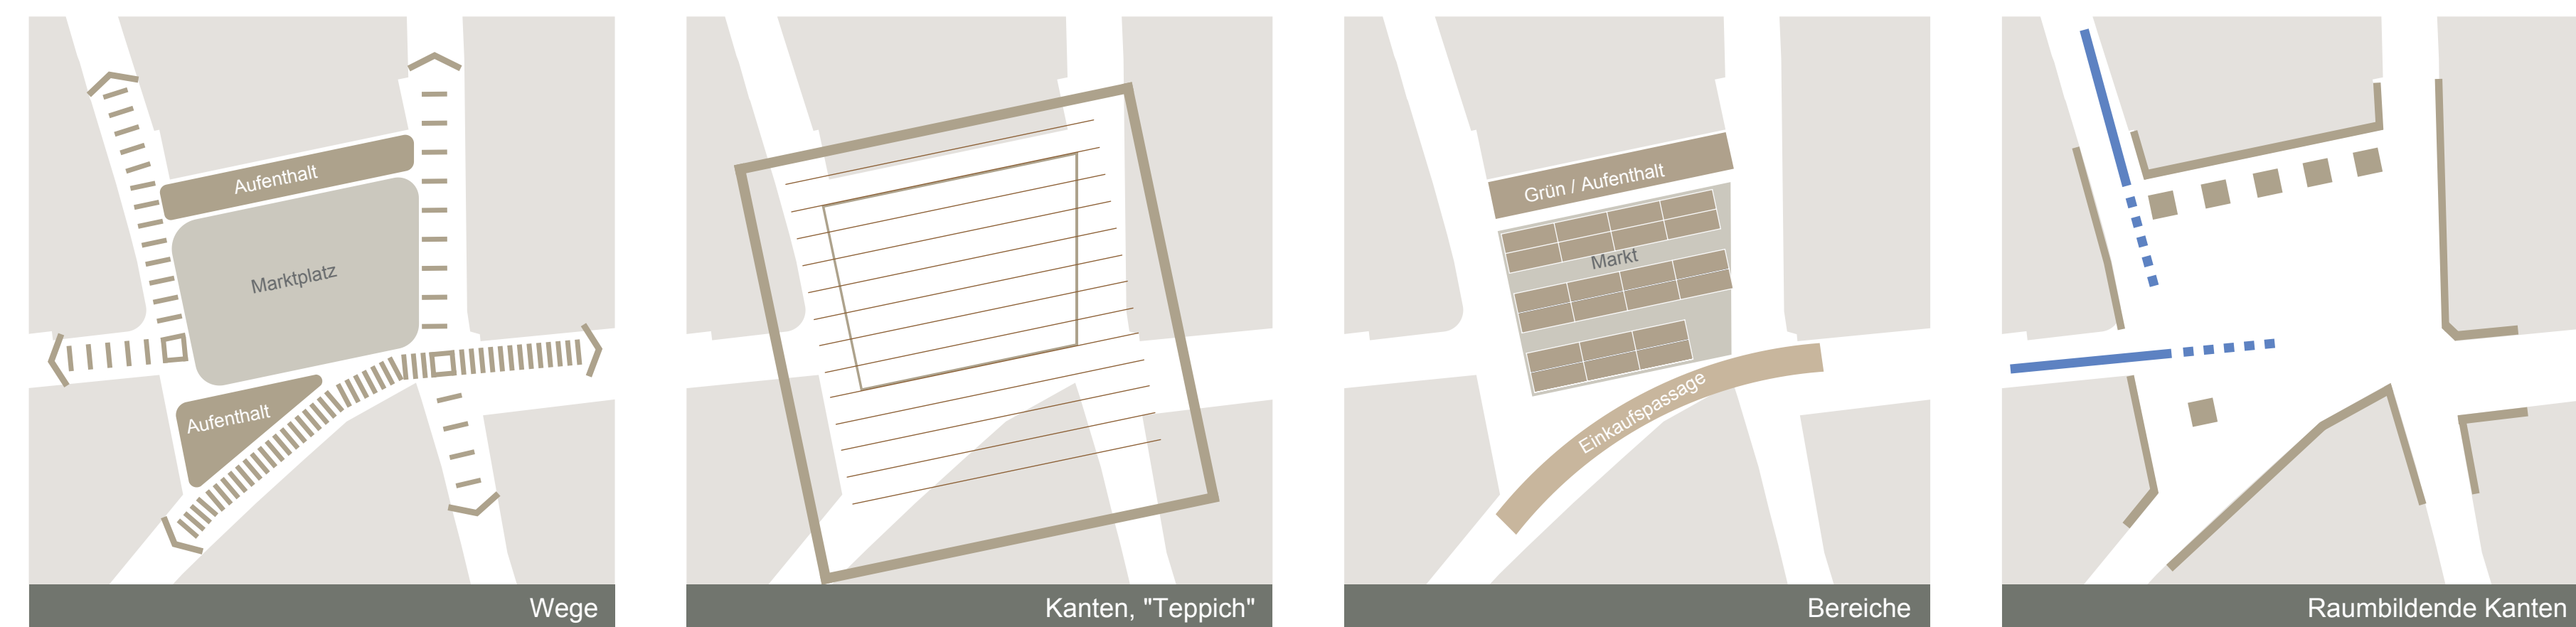 Aufenthalt
Marktplatz
Aufenthalt
Wege
Kanten, "Teppich"
Grün / Aufenthalt
Markt
Einkaufspassage
Bereiche
Raumbildende Kanten